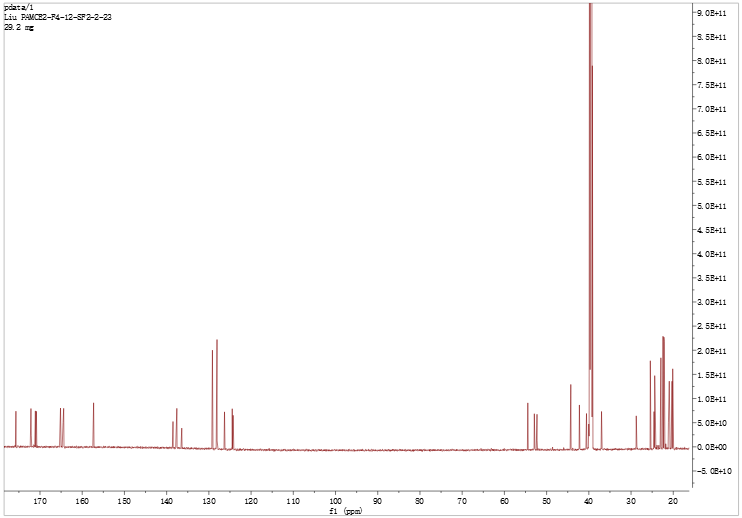 pdata/1
Liu PAMCE2-F4-12-SF2-2-23
29.2 mg
9.0E+11
8.5E+11
8.0E+11
7.5E+11
7.0E+11
6.5E+11
6.0E+11
5.5E+11
5.0E+11
4.5E+11
4.0E+11
3.5E+11
3.0E+11
2.5E+11
2.0E+11
1.5E+11
1.0E+11
5.0E+10
0.0E+00
-5.0E+10
170 160 150 140 130 120 110 100 90 80 70 60 50 40 30 20
f1 (ppm)